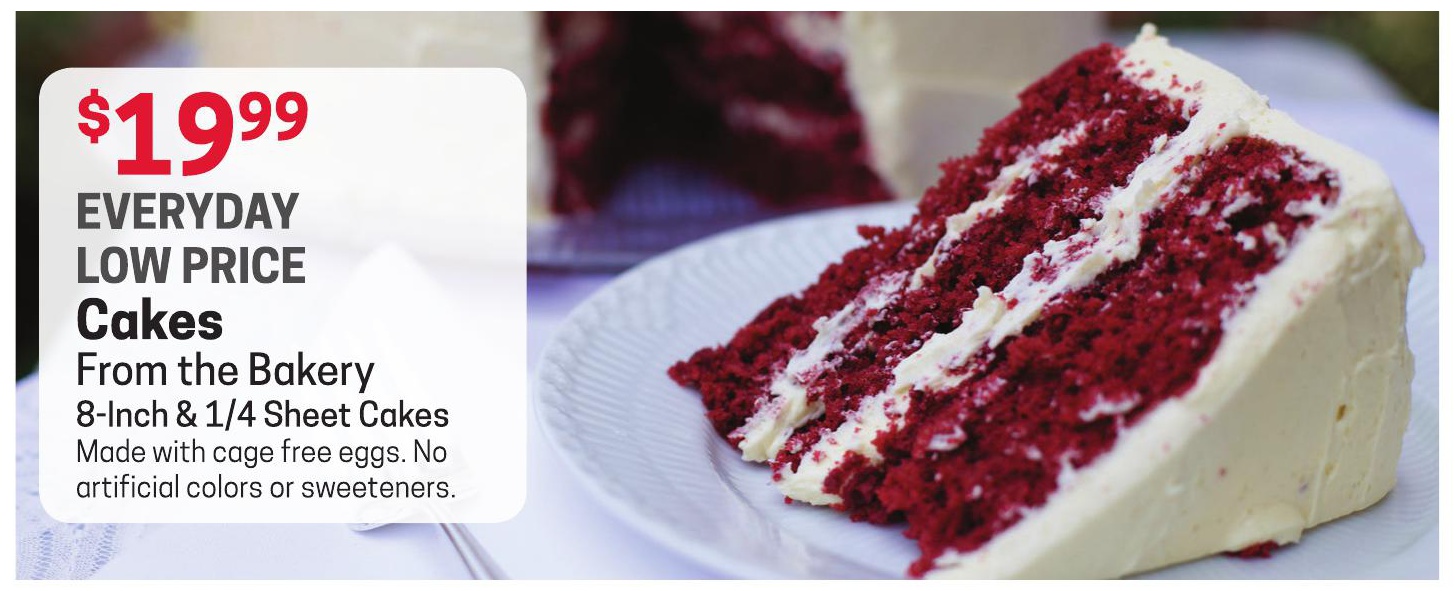 $19.99
EVERYDAY
LOW PRICE
Cakes
From the Bakery
8-Inch & 1/4 Sheet Cakes
Made with cage free eggs. No
artificial colors or sweeteners.